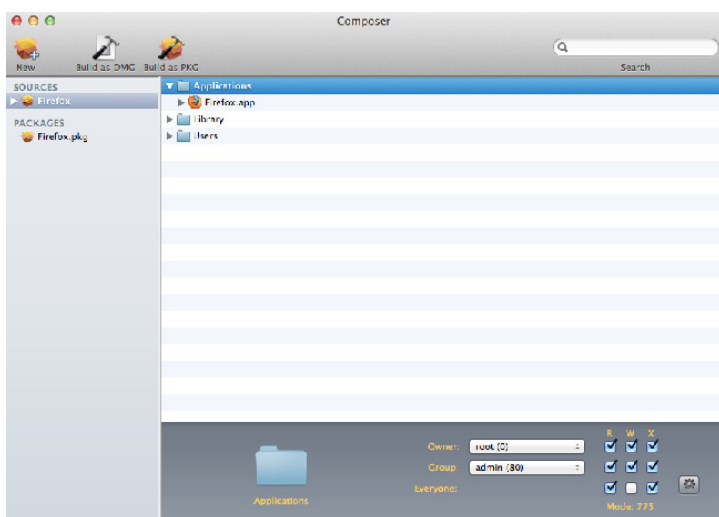 Composer
New Build as DMG Build as PKG
Search
SOURCES
Firefox
PACKAGES
Firefox.pkg
Applications
Firefox.app
Library
Users
R W X
Owner: root (0)
Group: admin (80)
Everyone:
Applications
Mode: 775